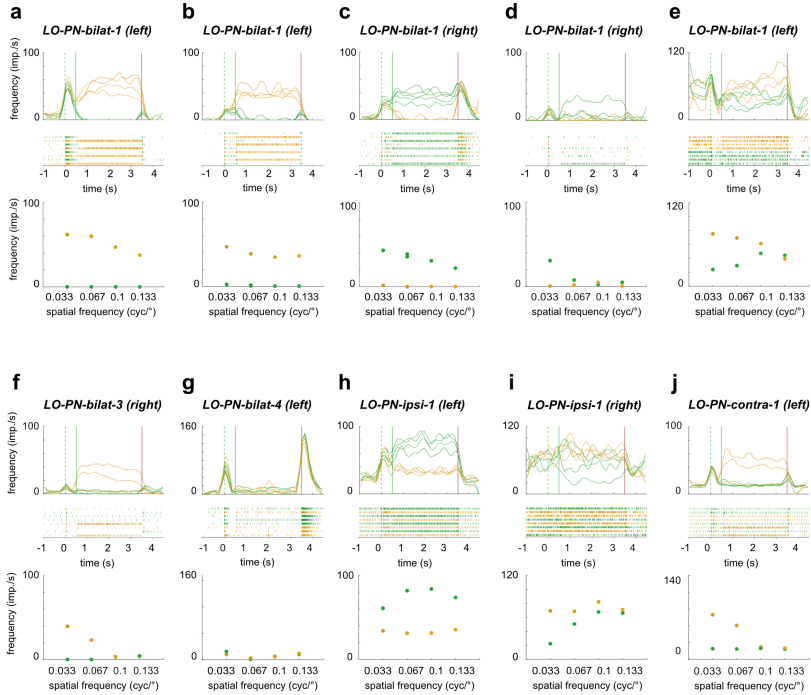 a b c d e
LO-PN-bilat-1 (left) LO-PN-bilat-1 (left) LO-PN-bilat-1 (right) LO-PN-bilat-1 (right) LO-PN-bilat-1 (left)
frequency (imp./s)
100 100 100 100 120
0 0 0 0 0
-1 0 1 2 3 4 -1 0 1 2 3 4 -1 0 1 2 3 4 -1 0 1 2 3 4 -1 0 1 2 3 4
time (s) time (s) time (s) time (s) time (s)
frequency (imp./s)
100 100 100 100 120
0 0 0 0 0
0.033 0.067 0.1 0.133 0.033 0.067 0.1 0.133 0.033 0.067 0.1 0.133 0.033 0.067 0.1 0.133 0.033 0.067 0.1 0.133
spatial frequency (cyc/°) spatial frequency (cyc/°) spatial frequency (cyc/°) spatial frequency (cyc/°) spatial frequency (cyc/°)
f g h i j
LO-PN-bilat-3 (right) LO-PN-bilat-4 (left) LO-PN-ipsi-1 (left) LO-PN-ipsi-1 (right) LO-PN-contra-1 (left)
frequency (imp./s)
100 160 100 120 100
0 0 0 0 0
-1 0 1 2 3 4 -1 0 1 2 3 4 -1 0 1 2 3 4 -1 0 1 2 3 4 -1 0 1 2 3 4
time (s) time (s) time (s) time (s) time (s)
frequency (imp./s)
100 160 100 120 140
0 0 0 0 0
0.033 0.067 0.1 0.133 0.033 0.067 0.1 0.133 0.033 0.067 0.1 0.133 0.033 0.067 0.1 0.133 0.033 0.067 0.1 0.133
spatial frequency (cyc/°) spatial frequency (cyc/°) spatial frequency (cyc/°) spatial frequency (cyc/°) spatial frequency (cyc/°)